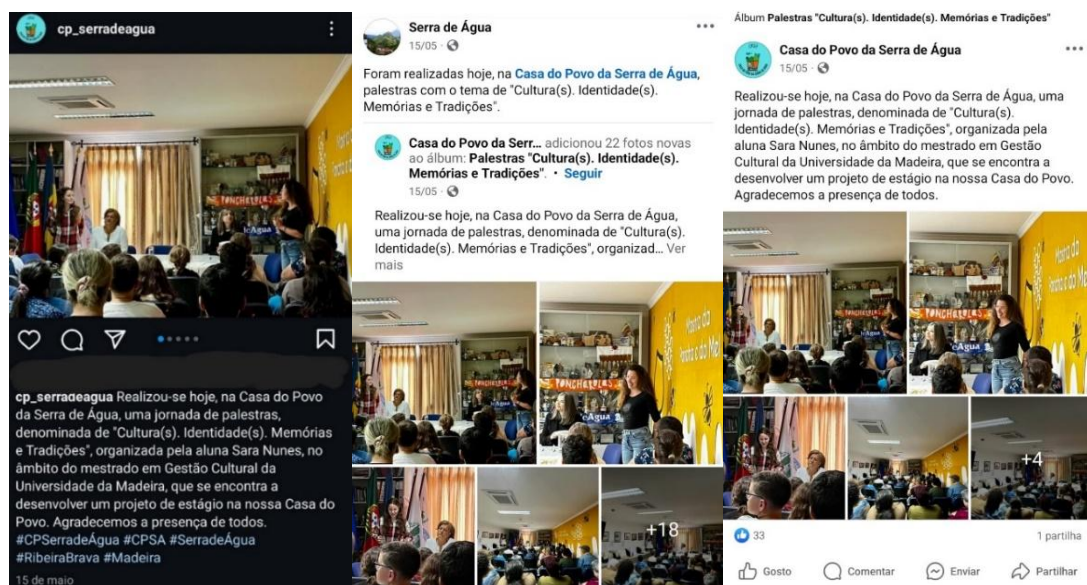 cp_serradeagua
cp_serradeagua Realizou-se hoje, na Casa do Povo
da Serra de Água, uma jornada de palestras,
denominada de "Cultura(s). Identidade(s). Memórias
e Tradições", organizada pela aluna Sara Nunes, no
âmbito do mestrado em Gestão Cultural da
Universidade da Madeira, que se encontra a
desenvolver um projeto de estágio na nossa Casa do
Povo. Agradecemos a presença de todos.
#CPSerradeÁgua #CPSA #SerradeÁgua
#RibeiraBrava #Madeira
15 de maio
Serra de Água
15/05
Foram realizadas hoje, na Casa do Povo da Serra de Água,
palestras com o tema de "Cultura(s). Identidade(s).
Memórias e Tradições".
Casa do Povo da Serr... adicionou 22 fotos novas
ao álbum: Palestras "Cultura(s). Identidade(s).
Memórias e Tradições". • Seguir
15/05
Realizou-se hoje, na Casa do Povo da Serra de Água,
uma jornada de palestras, denominada de "Cultura(s).
Identidade(s). Memórias e Tradições", organizad... Ver
mais
PONCHEROLAS
Mostra da
Poncha e do Mel
+18
Álbum Palestras "Cultura(s). Identidade(s). Memórias e Tradições"
Casa do Povo da Serra de Água
15/05
Realizou-se hoje, na Casa do Povo da Serra de Água, uma
jornada de palestras, denominada de "Cultura(s).
Identidade(s). Memórias e Tradições", organizada pela
aluna Sara Nunes, no âmbito do mestrado em Gestão
Cultural da Universidade da Madeira, que se encontra a
desenvolver um projeto de estágio na nossa Casa do Povo.
Agradecemos a presença de todos.
Mostra da
Poncha e do Mel
+4
33
1 partilha
Gosto
Comentar
Enviar
Partilhar